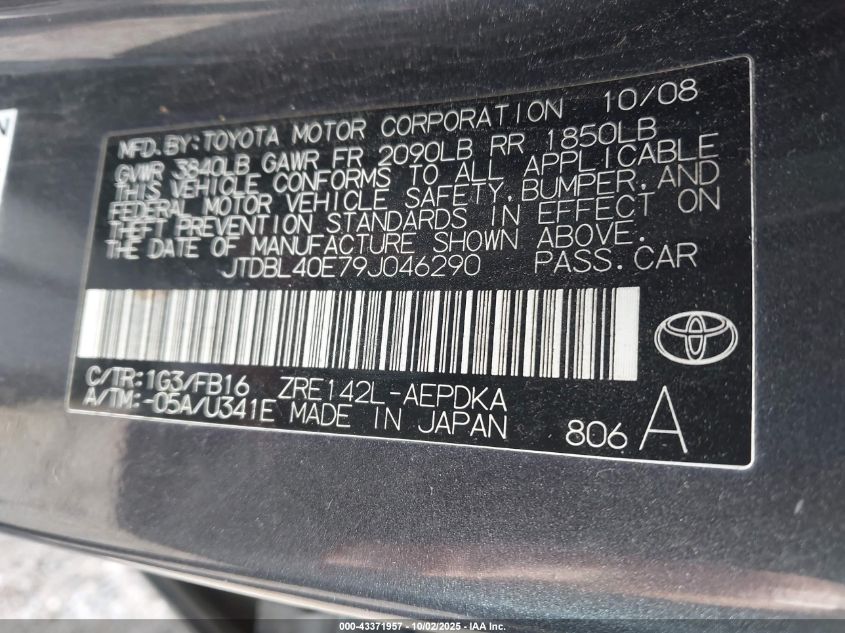 MFD.BY:TOYOTA MOTOR CORPORATION 10/08
GVWR 3840LB GAWR FR 2090LB RR 1850LB
THIS VEHICLE CONFORMS TO ALL APPLICABLE
FEDERAL MOTOR VEHICLE SAFETY,BUMPER,AND
THEFT PREVENTION STANDARDS IN EFFECT ON
THE DATE OF MANUFACTURE SHOWN ABOVE.
JTDBL40E79J046290 PASS.CAR
C/TR:1G3/FB16 ZRE142L-AEPDKA
A/TM:-05A/U341E MADE IN JAPAN
806 A
000-43371957 - 10/02/2025 - IAAI.COM